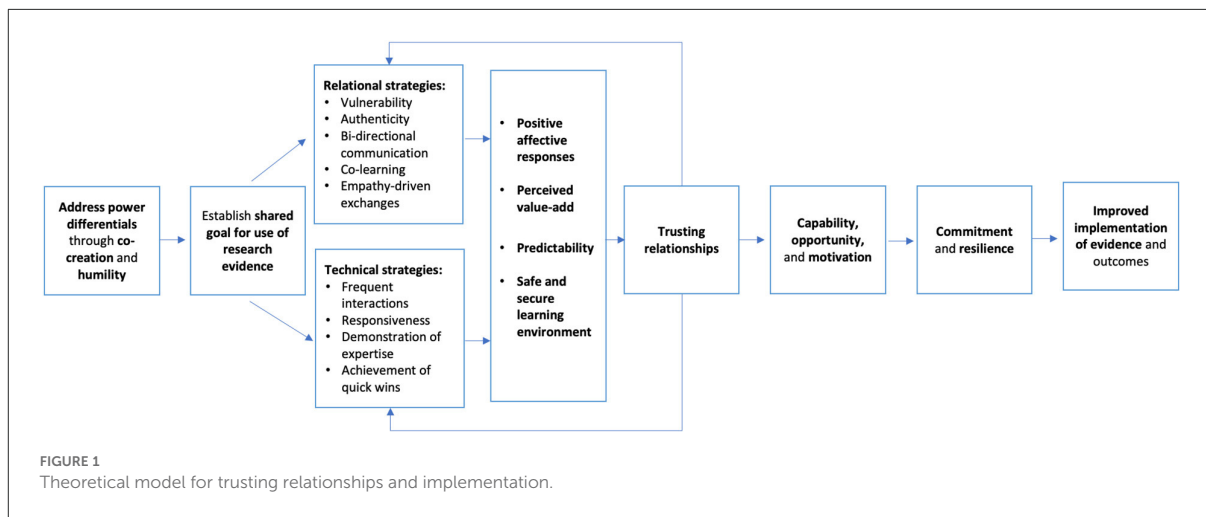 Address power
differentials
through co-
creation and
humility
Establish shared
goal for use of
research
evidence
Relational strategies:
• Vulnerability
• Authenticity
• Bi-directional
communication
• Co-learning
• Empathy-driven
exchanges
Technical strategies:
• Frequent
interactions
• Responsiveness
• Demonstration of
expertise
• Achievement of
quick wins
• Positive
affective
responses
• Perceived
value-add
• Predictability
• Safe and
secure
learning
environment
Trusting
relationships
Capability,
opportunity,
and motivation
Commitment
and resilience
Improved
implementation
of evidence and
outcomes
FIGURE 1
Theoretical model for trusting relationships and implementation.